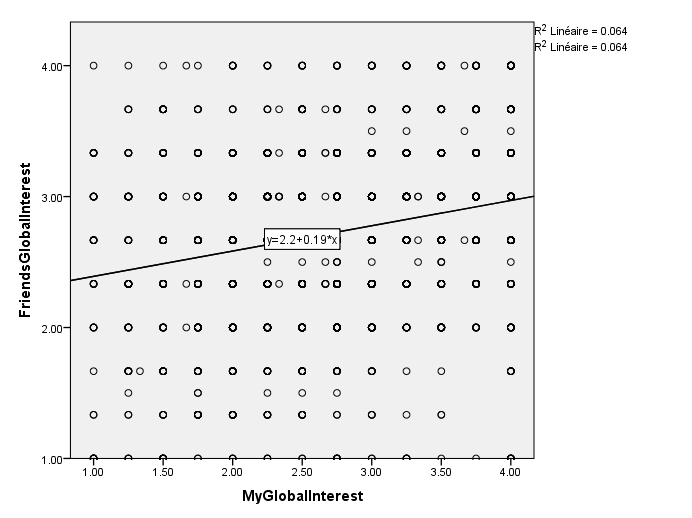 R² Linéaire = 0.064
R² Linéaire = 0.064
4.00
3.00
2.00
1.00
FriendsGlobalInterest
y=2.2+0.19*x
1.00 1.50 2.00 2.50 3.00 3.50 4.00
MyGlobalInterest